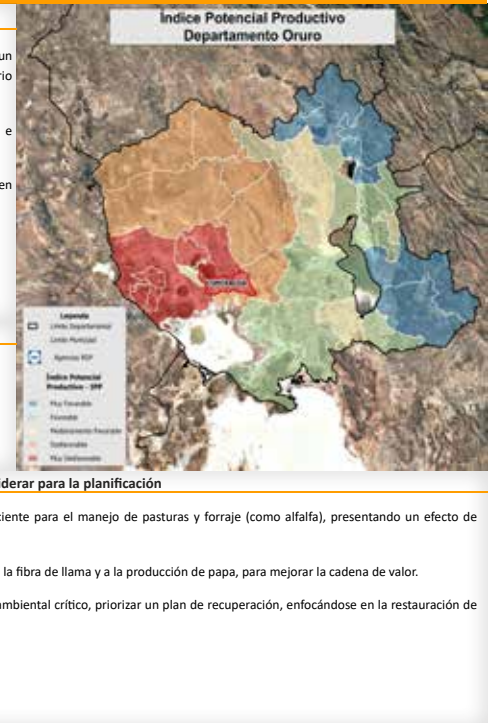 Índice Potencial Productivo
Departamento Oruro
un
rio
e
en
ESMERALDA
Leyenda
Límite Departamental
Límite Municipal
Índice Potencial
Productivo - IPP
Muy Favorable
Favorable
Medianamente Favorable
Desfavorable
Muy Desfavorable
iderar para la planificación
ciente para el manejo de pasturas y forraje (como alfalfa), presentando un efecto de
la fibra de llama y a la producción de papa, para mejorar la cadena de valor.
ambiental crítico, priorizar un plan de recuperación, enfocándose en la restauración de